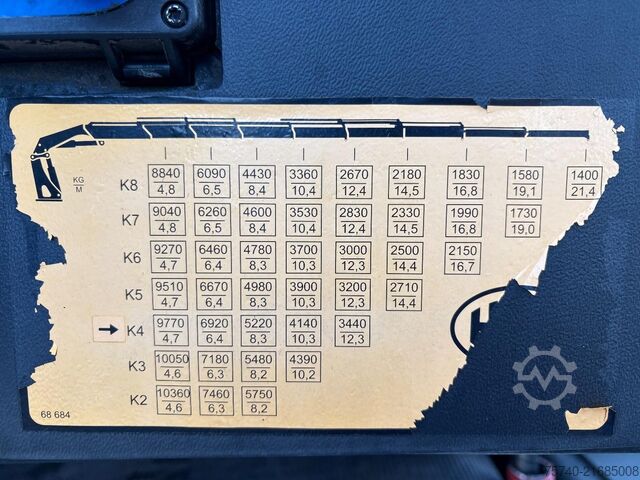 KG
M
K8 8840 6090 4430 3360 2670 2180 1830 1580 1400
4,8 6,5 8,4 10,4 12,4 14,5 16,8 19,1 21,4
K7 9040 6260 4600 3530 2830 2330 1990 1730
4,8 6,5 8,4 10,4 12,4 14,5 16,8 19,0
K6 9270 6460 4780 3700 3000 2500 2150
4,7 6,4 8,3 10,3 12,3 14,4 16,7
K5 9510 6670 4980 3900 3200 2710
4,7 6,4 8,3 10,3 12,3 14,4
K4 9770 6920 5220 4140 3440
4,7 6,4 8,3 10,2 12,3
K3 10050 7180 5480 4390
4,6 6,3 8,2 10,2
K2 10360 7460 5750
4,6 6,3 8,2
68 684
75740-21685008